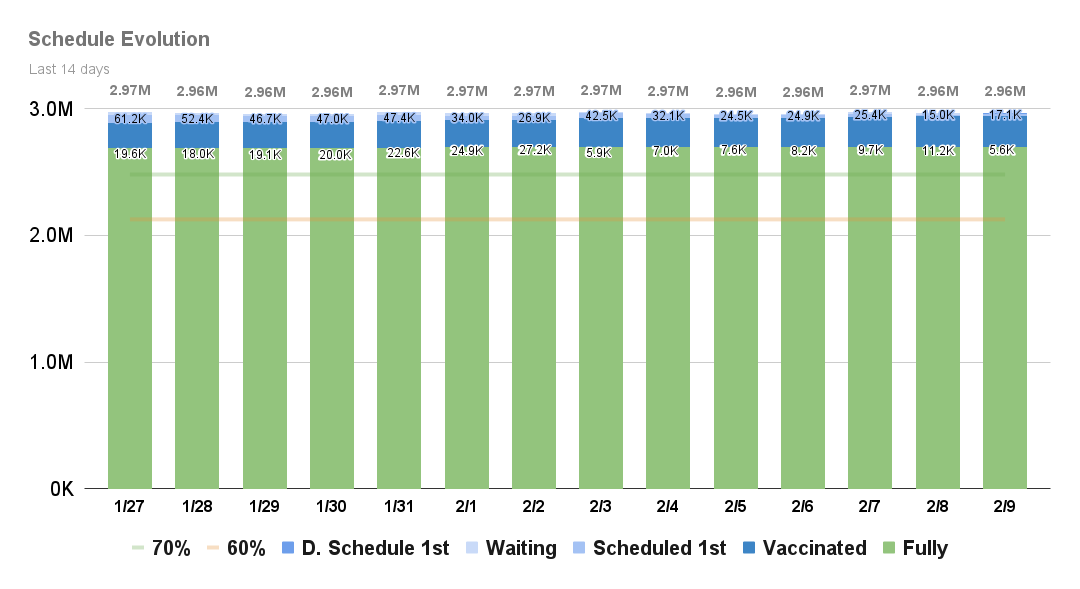 Schedule Evolution
Last 14 days
2.97M 2.96M 2.96M 2.96M 2.97M 2.97M 2.97M 2.97M 2.96M 2.96M 2.96M 2.97M 2.96M 2.96M
3.0M
61.2K 52.4K 46.7K 47.0K 47.4K 34.0K 26.9K 42.5K 32.1K 24.5K 24.9K 25.4K 15.0K 17.1K
19.6K 18.0K 19.1K 20.0K 22.6K 24.9K 27.2K 5.9K 7.0K 7.6K 8.2K 9.7K 11.2K 5.6K
2.0M
1.0M
0K
1/27 1/28 1/29 1/30 1/31 2/1 2/2 2/3 2/4 2/5 2/6 2/7 2/8 2/9
70% 60% D. Schedule 1st Waiting Scheduled 1st Vaccinated Fully